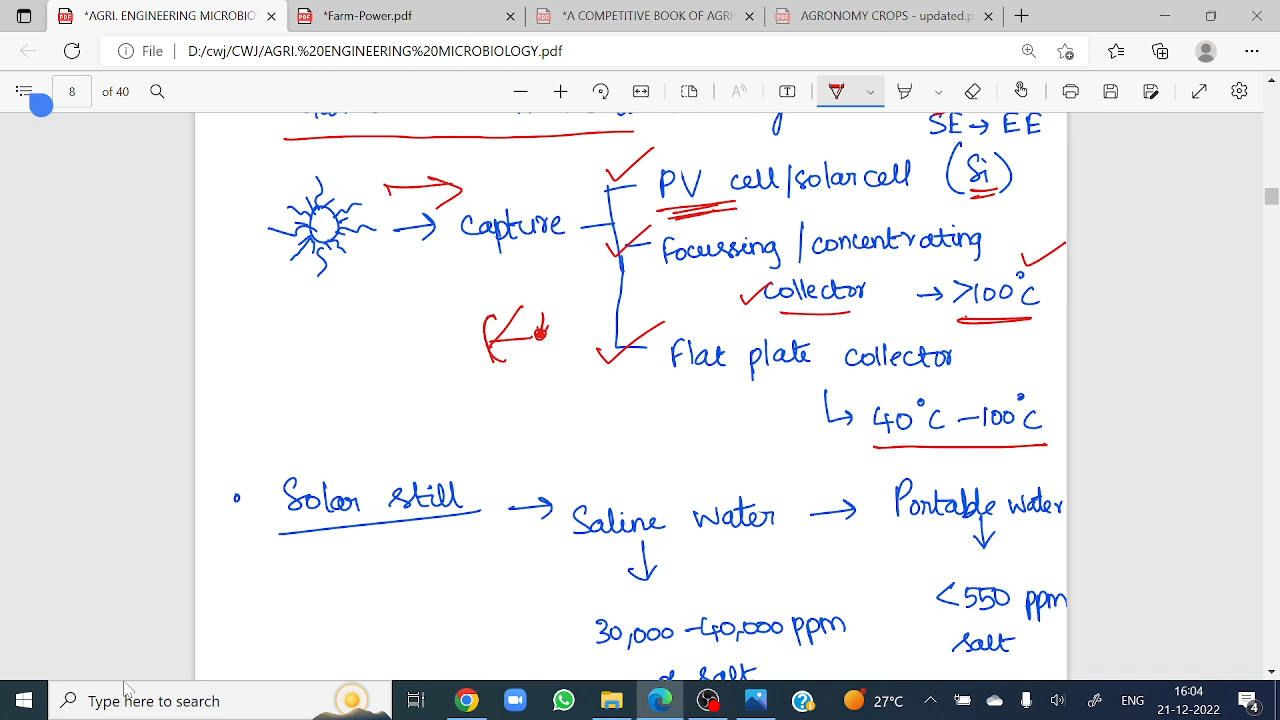 *AGRI. ENGINEERING MICROBIO
*Farm-Power.pdf
*A COMPETITIVE BOOK OF AGRI
AGRONOMY CROPS - updated.p
File
D:/cwj/CWJ/AGRI.%20ENGINEERING%20MICROBIOLOGY.pdf
8 of 40
SE → EE
PV cell/solar cell (Si)
→ capture
Focussing/concentrating
collector → >100°C
Flat plate collector
↳ 40°C – 100°C
• Solar still → Saline water → Portable water
<550 ppm
salt
30,000 – 40,000 ppm
salt
Type here to search
27°C
ENG
16:04
21-12-2022
4